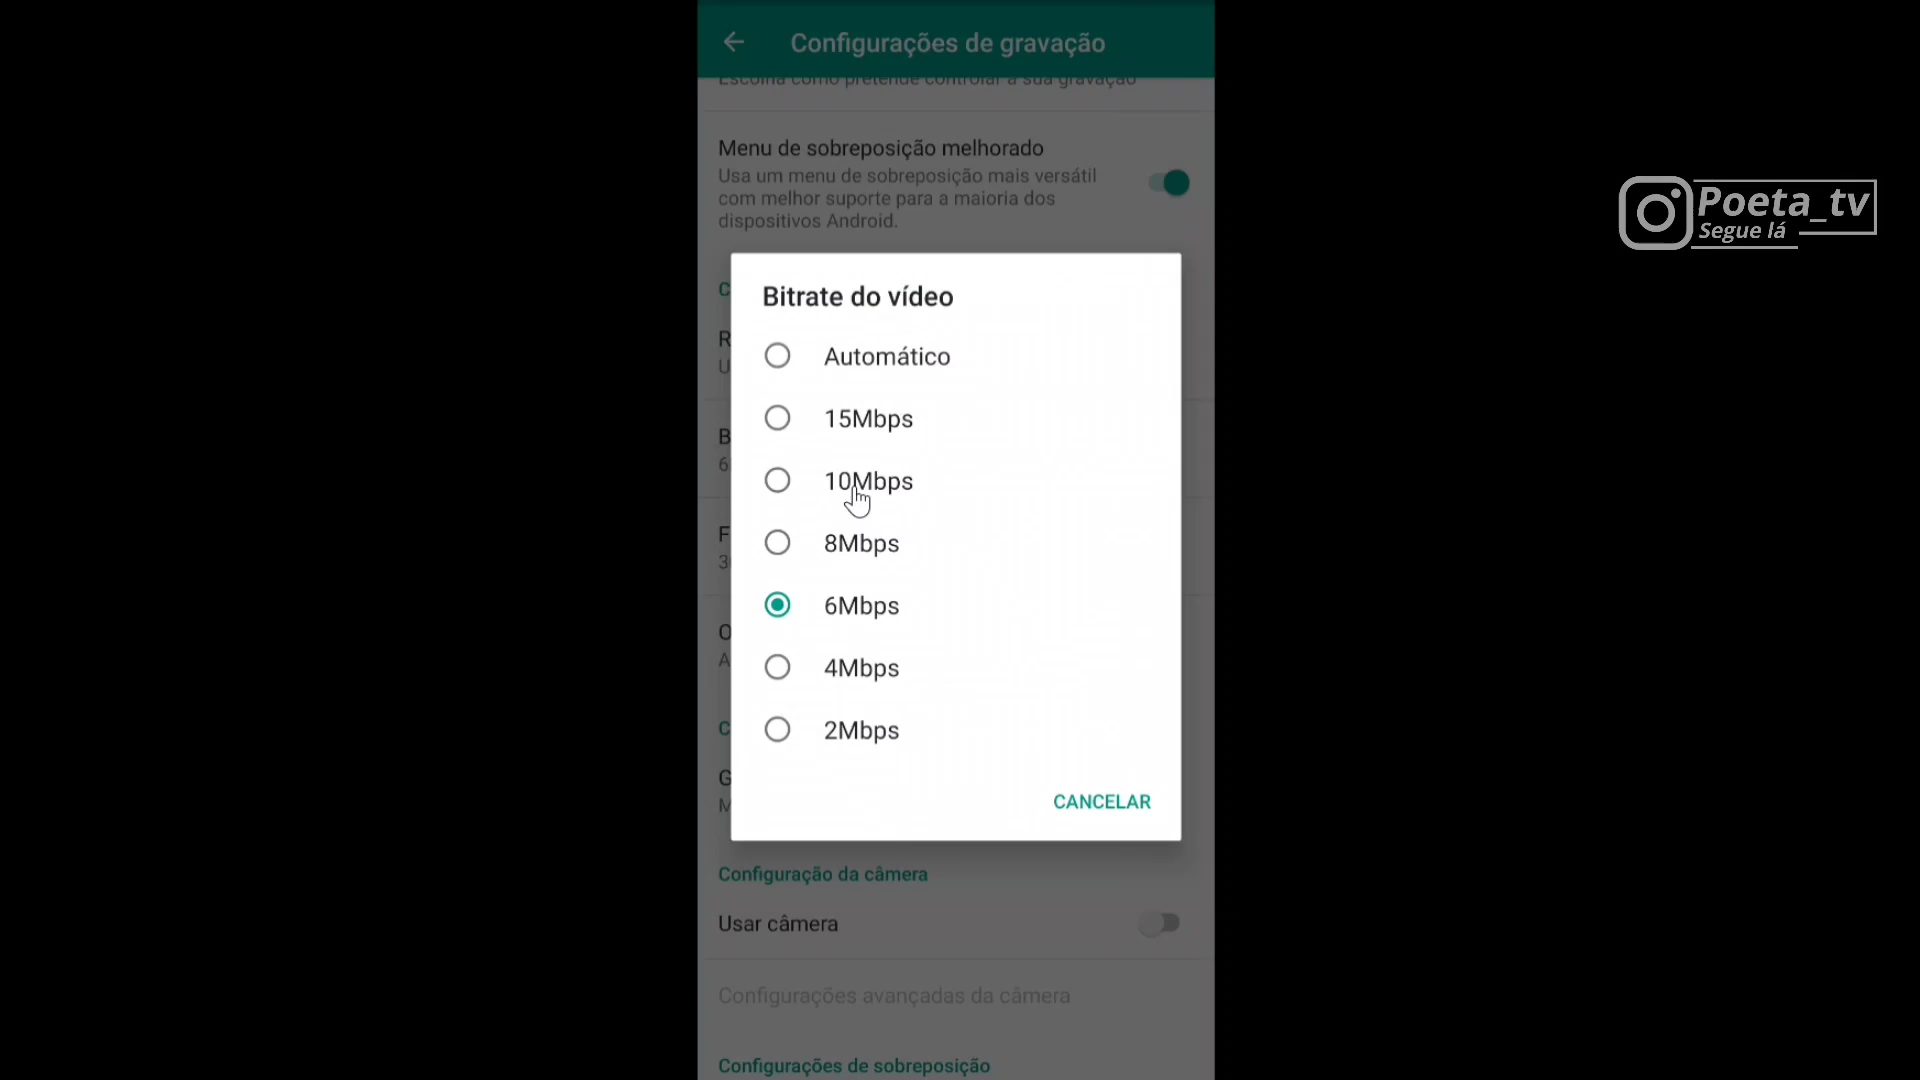 Configurações de gravação
Escolha como pretende controlar a sua gravação
Menu de sobreposição melhorado
Usa um menu de sobreposição mais versátil
com melhor suporte para a maioria dos
dispositivos Android.
Poeta_tv
Segue lá
Bitrate do vídeo
Automático
15Mbps
10Mbps
8Mbps
6Mbps
4Mbps
2Mbps
CANCELAR
Configuração da câmera
Usar câmera
Configurações avançadas da câmera
Configurações de sobreposição